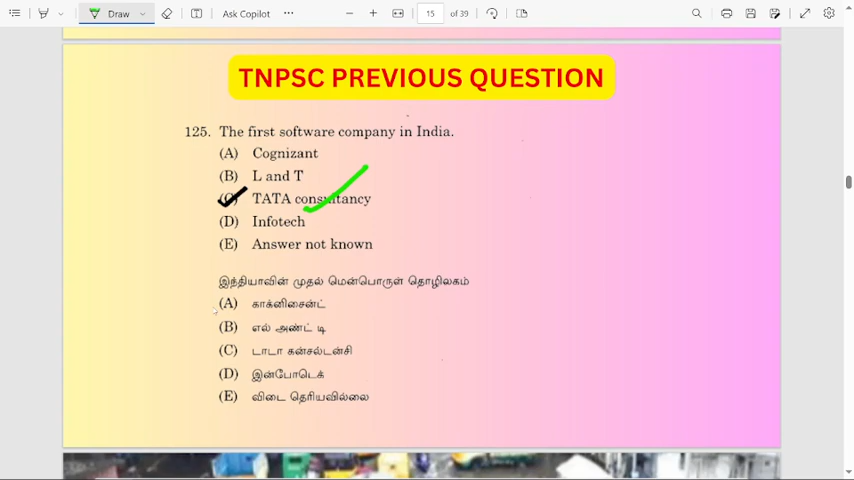 Draw
Ask Copilot
15 of 39
TNPSC PREVIOUS QUESTION
125. The first software company in India.
(A) Cognizant
(B) L and T
(C) TATA consultancy
(D) Infotech
(E) Answer not known
இந்தியாவின் முதல் மென்பொருள் தொழிலகம்
(A) காக்னிசைன்ட்
(B) எல் அண்ட் டி
(C) டாடா கன்சல்டன்சி
(D) இன்போடெக்
(E) விடை தெரியவில்லை